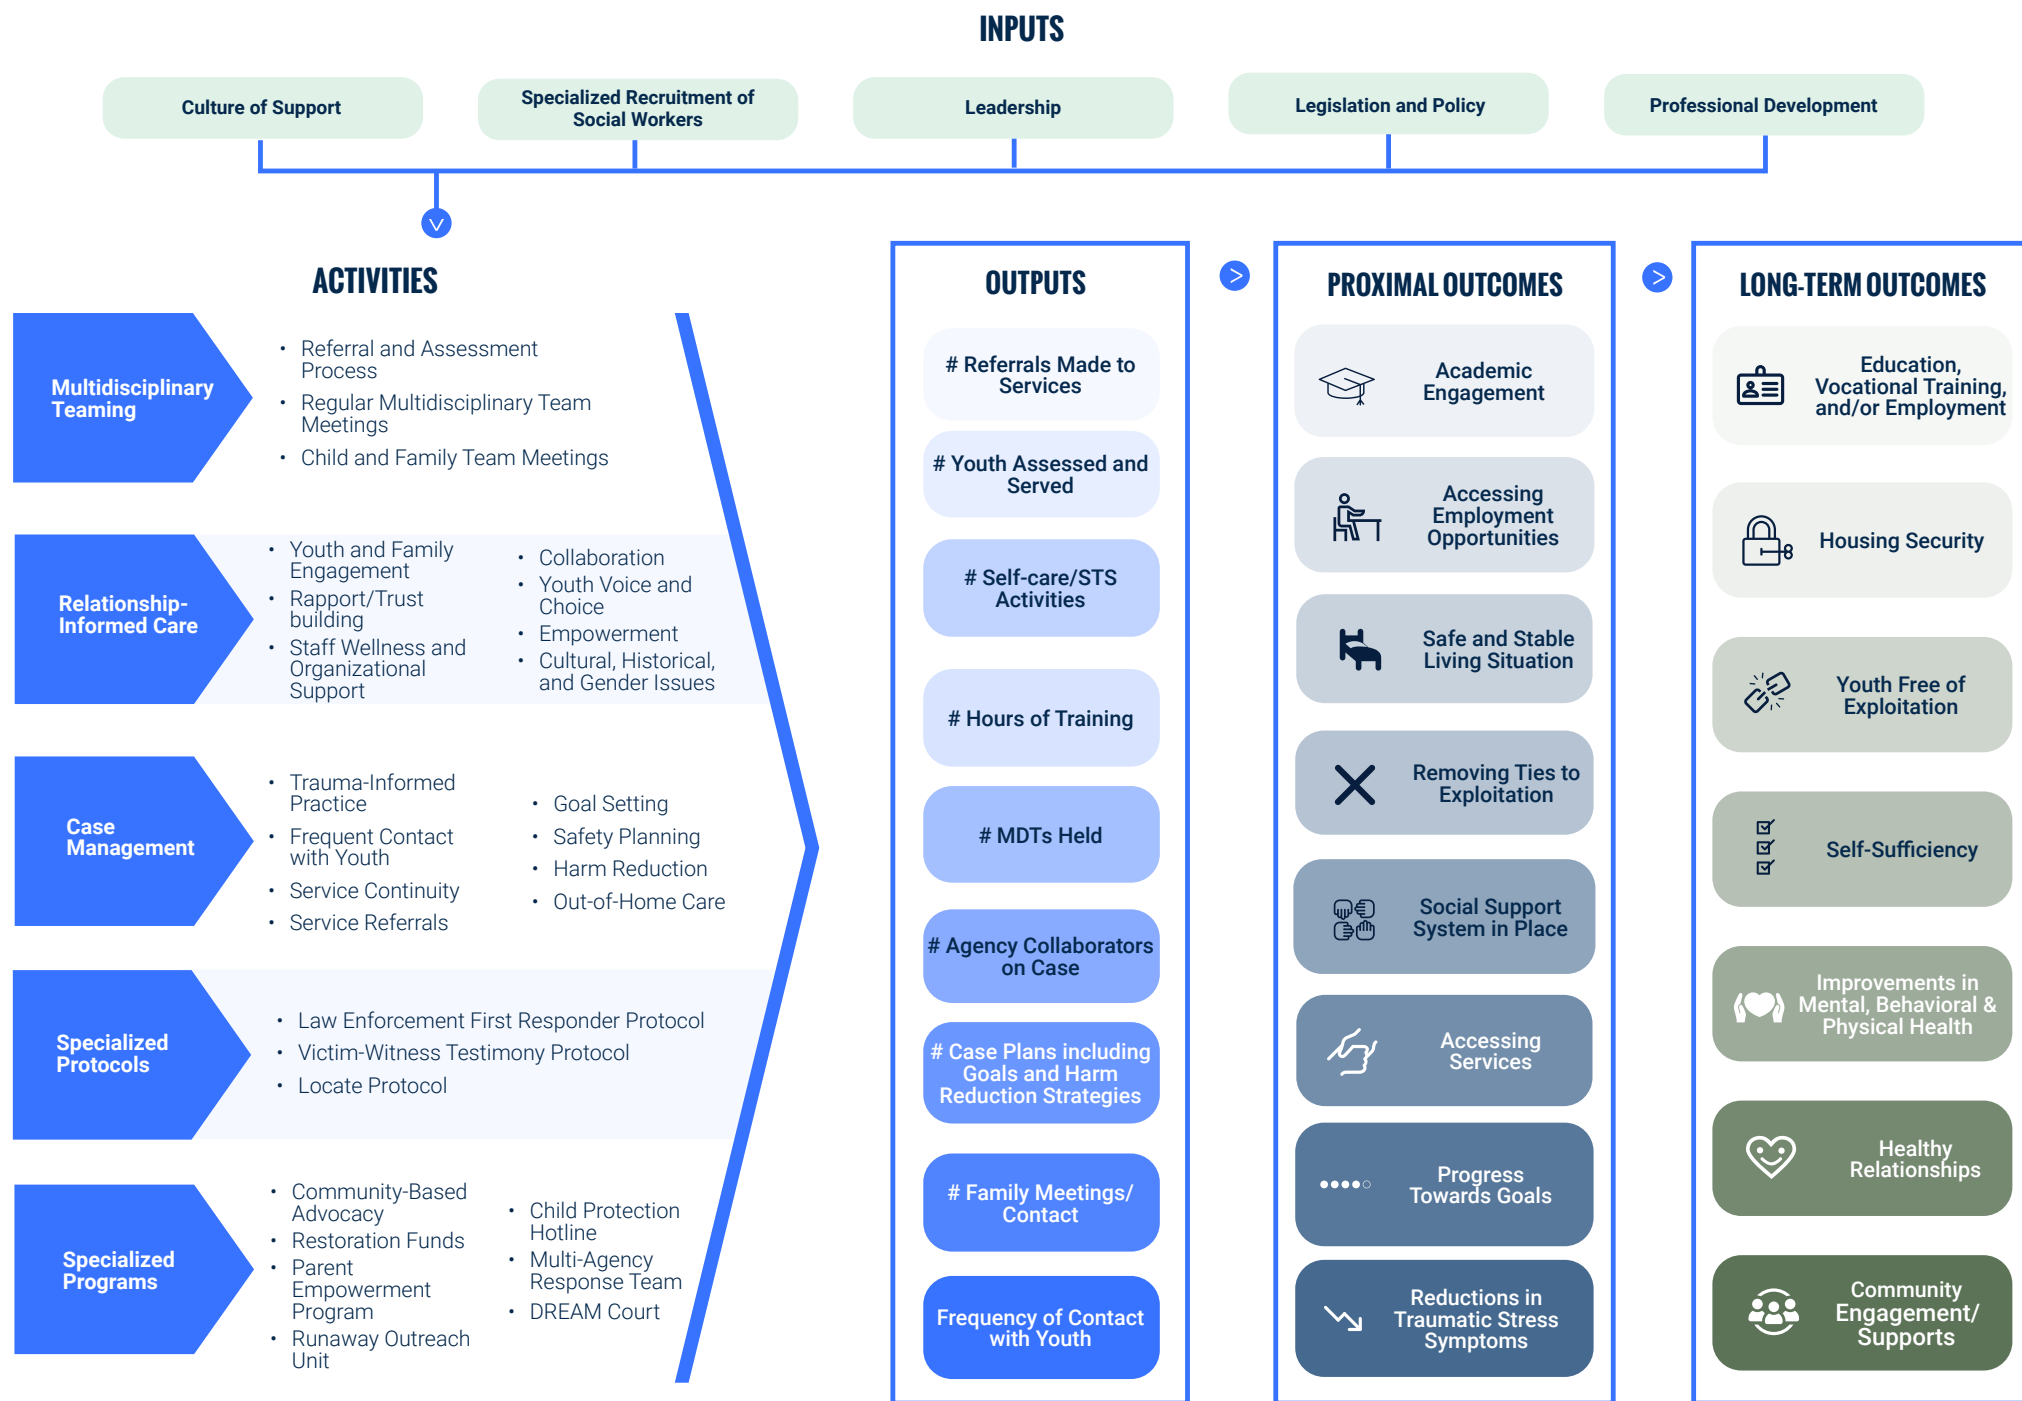 INPUTS
Culture of Support
Specialized Recruitment of
Social Workers
Leadership
Legislation and Policy
Professional Development
ACTIVITIES
Multidisciplinary
Teaming
• Referral and Assessment
Process
• Regular Multidisciplinary Team
Meetings
• Child and Family Team Meetings
Relationship-
Informed Care
• Youth and Family
Engagement
• Rapport/Trust
building
• Staff Wellness and
Organizational
Support
• Collaboration
• Youth Voice and
Choice
• Empowerment
• Cultural, Historical,
and Gender Issues
Case
Management
• Trauma-Informed
Practice
• Frequent Contact
with Youth
• Service Continuity
• Service Referrals
• Goal Setting
• Safety Planning
• Harm Reduction
• Out-of-Home Care
Specialized
Protocols
• Law Enforcement First Responder Protocol
• Victim-Witness Testimony Protocol
• Locate Protocol
Specialized
Programs
• Community-Based
Advocacy
• Restoration Funds
• Parent
Empowerment
Program
• Runaway Outreach
Unit
• Child Protection
Hotline
• Multi-Agency
Response Team
• DREAM Court
OUTPUTS
# Referrals Made to
Services
# Youth Assessed and
Served
# Self-care/STS
Activities
# Hours of Training
# MDTs Held
# Agency Collaborators
on Case
# Case Plans including
Goals and Harm
Reduction Strategies
# Family Meetings/
Contact
Frequency of Contact
with Youth
PROXIMAL OUTCOMES
Academic
Engagement
Accessing
Employment
Opportunities
Safe and Stable
Living Situation
Removing Ties to
Exploitation
Social Support
System in Place
Accessing
Services
Progress
Towards Goals
Reductions in
Traumatic Stress
Symptoms
LONG-TERM OUTCOMES
Education,
Vocational Training,
and/or Employment
Housing Security
Youth Free of
Exploitation
Self-Sufficiency
Improvements in
Mental, Behavioral &
Physical Health
Healthy
Relationships
Community
Engagement/
Supports